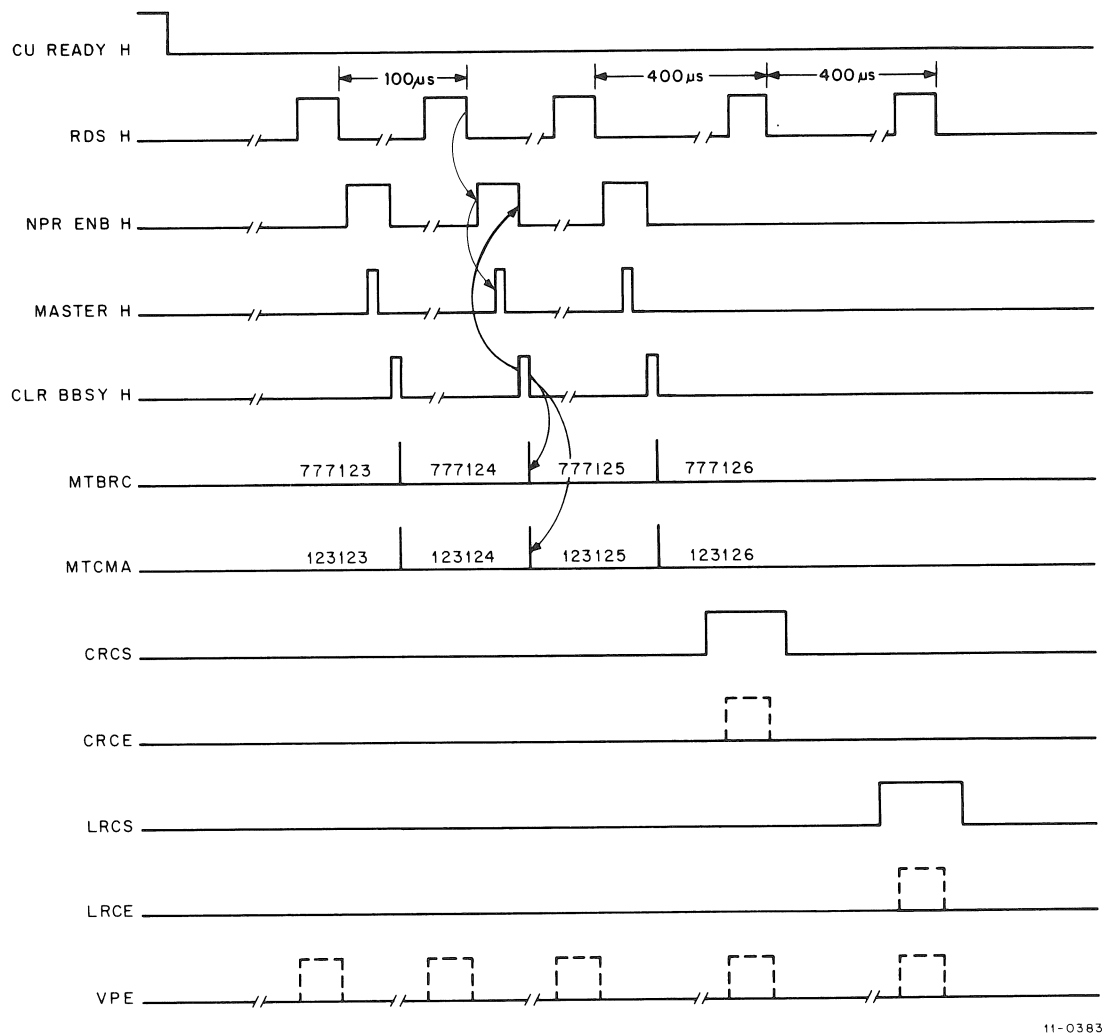 CU READY H
100µs
400µs
400µs
RDS H
NPR ENB H
MASTER H
CLR BBSY H
777123 777124 777125 777126
MTBRC
123123 123124 123125 123126
MTCMA
CRCS
CRCE
LRCS
LRCE
VPE
11-0383